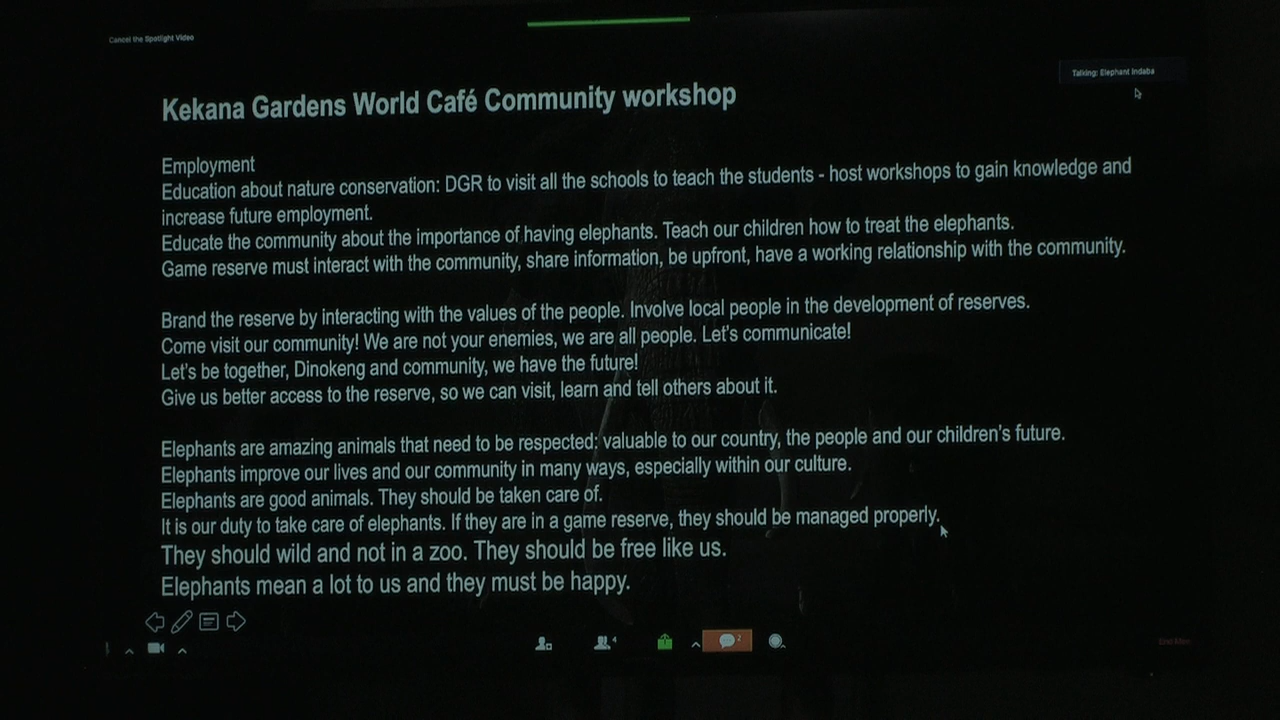 Cancel the Spotlight Video
Talking: Elephant Indaba
Kekana Gardens World Café Community workshop
Employment
Education about nature conservation: DGR to visit all the schools to teach the students - host workshops to gain knowledge and
increase future employment.
Educate the community about the importance of having elephants. Teach our children how to treat the elephants.
Game reserve must interact with the community, share information, be upfront, have a working relationship with the community.
Brand the reserve by interacting with the values of the people. Involve local people in the development of reserves.
Come visit our community! We are not your enemies, we are all people. Let's communicate!
Let's be together, Dinokeng and community, we have the future!
Give us better access to the reserve, so we can visit, learn and tell others about it.
Elephants are amazing animals that need to be respected: valuable to our country, the people and our children's future.
Elephants improve our lives and our community in many ways, especially within our culture.
Elephants are good animals. They should be taken care of.
It is our duty to take care of elephants. If they are in a game reserve, they should be managed properly.
They should wild and not in a zoo. They should be free like us.
Elephants mean a lot to us and they must be happy.
4
2